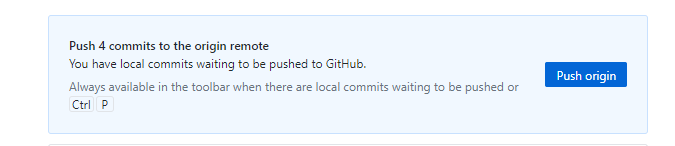 Push 4 commits to the origin remote
You have local commits waiting to be pushed to GitHub.
Always available in the toolbar when there are local commits waiting to be pushed or
Ctrl P
Push origin